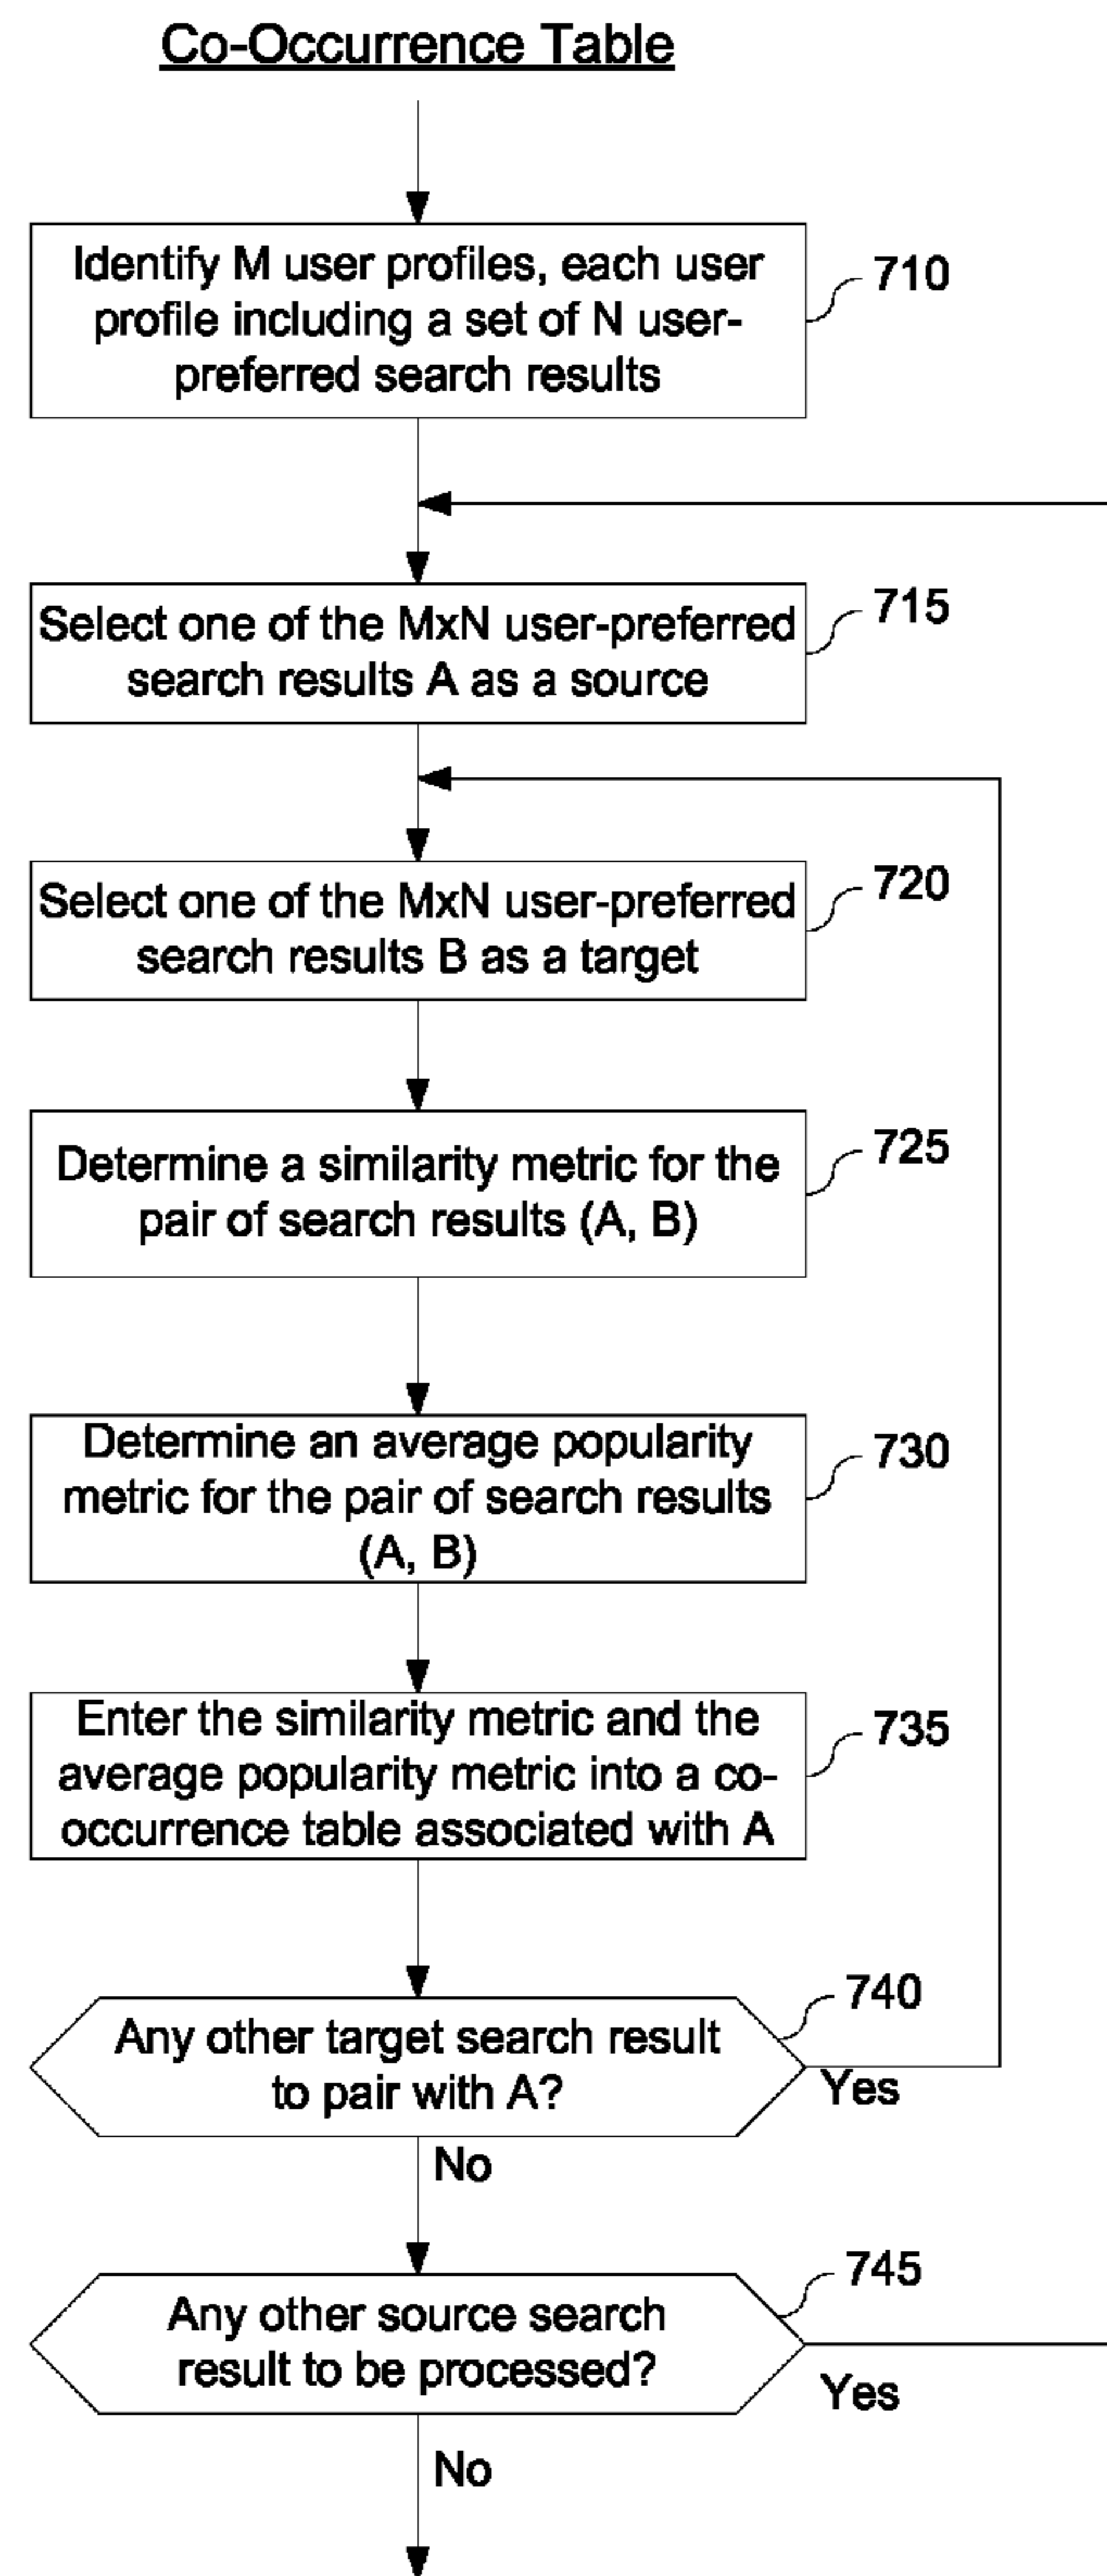 Co-Occurrence Table
Identify M user profiles, each user
profile including a set of N user-
preferred search results
710
Select one of the MxN user-preferred
search results A as a source
715
Select one of the MxN user-preferred
search results B as a target
720
Determine a similarity metric for the
pair of search results (A, B)
725
Determine an average popularity
metric for the pair of search results
(A, B)
730
Enter the similarity metric and the
average popularity metric into a co-
occurrence table associated with A
735
Any other target search result
to pair with A?
740
Yes
No
Any other source search
result to be processed?
745
Yes
No